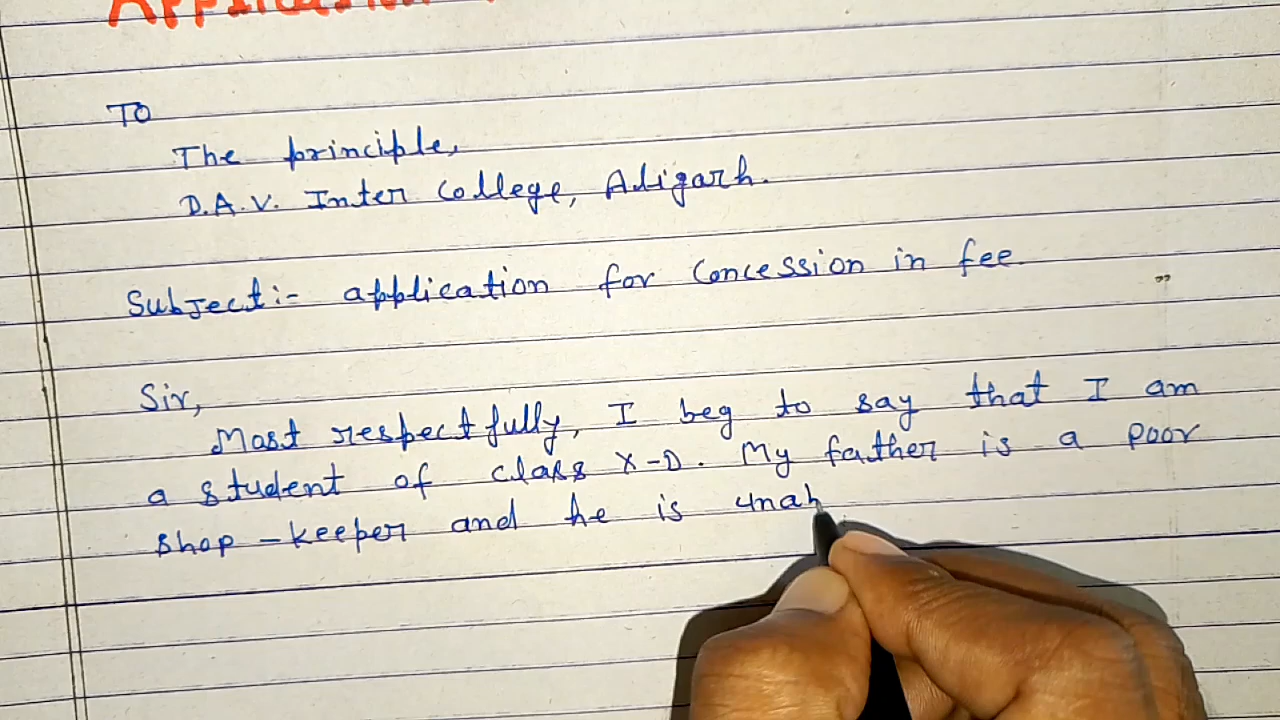 Application
To
The principle,
D.A.V. Inter College, Aligarh.
Subject:- application for Concession in fee.
"
Sir,
Most respectfully, I beg to say that I am
a student of class X-D. My father is a poor
shop-keeper and he is unab